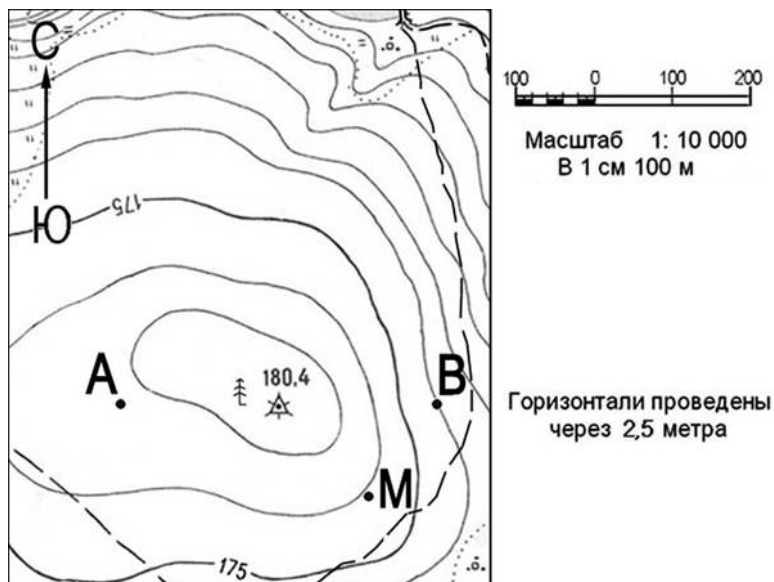 С
Ю
175
А
180,4
В
М
175
100 0 100 200
Масштаб 1: 10 000
В 1 см 100 м
Горизонтали проведены
через 2,5 метра